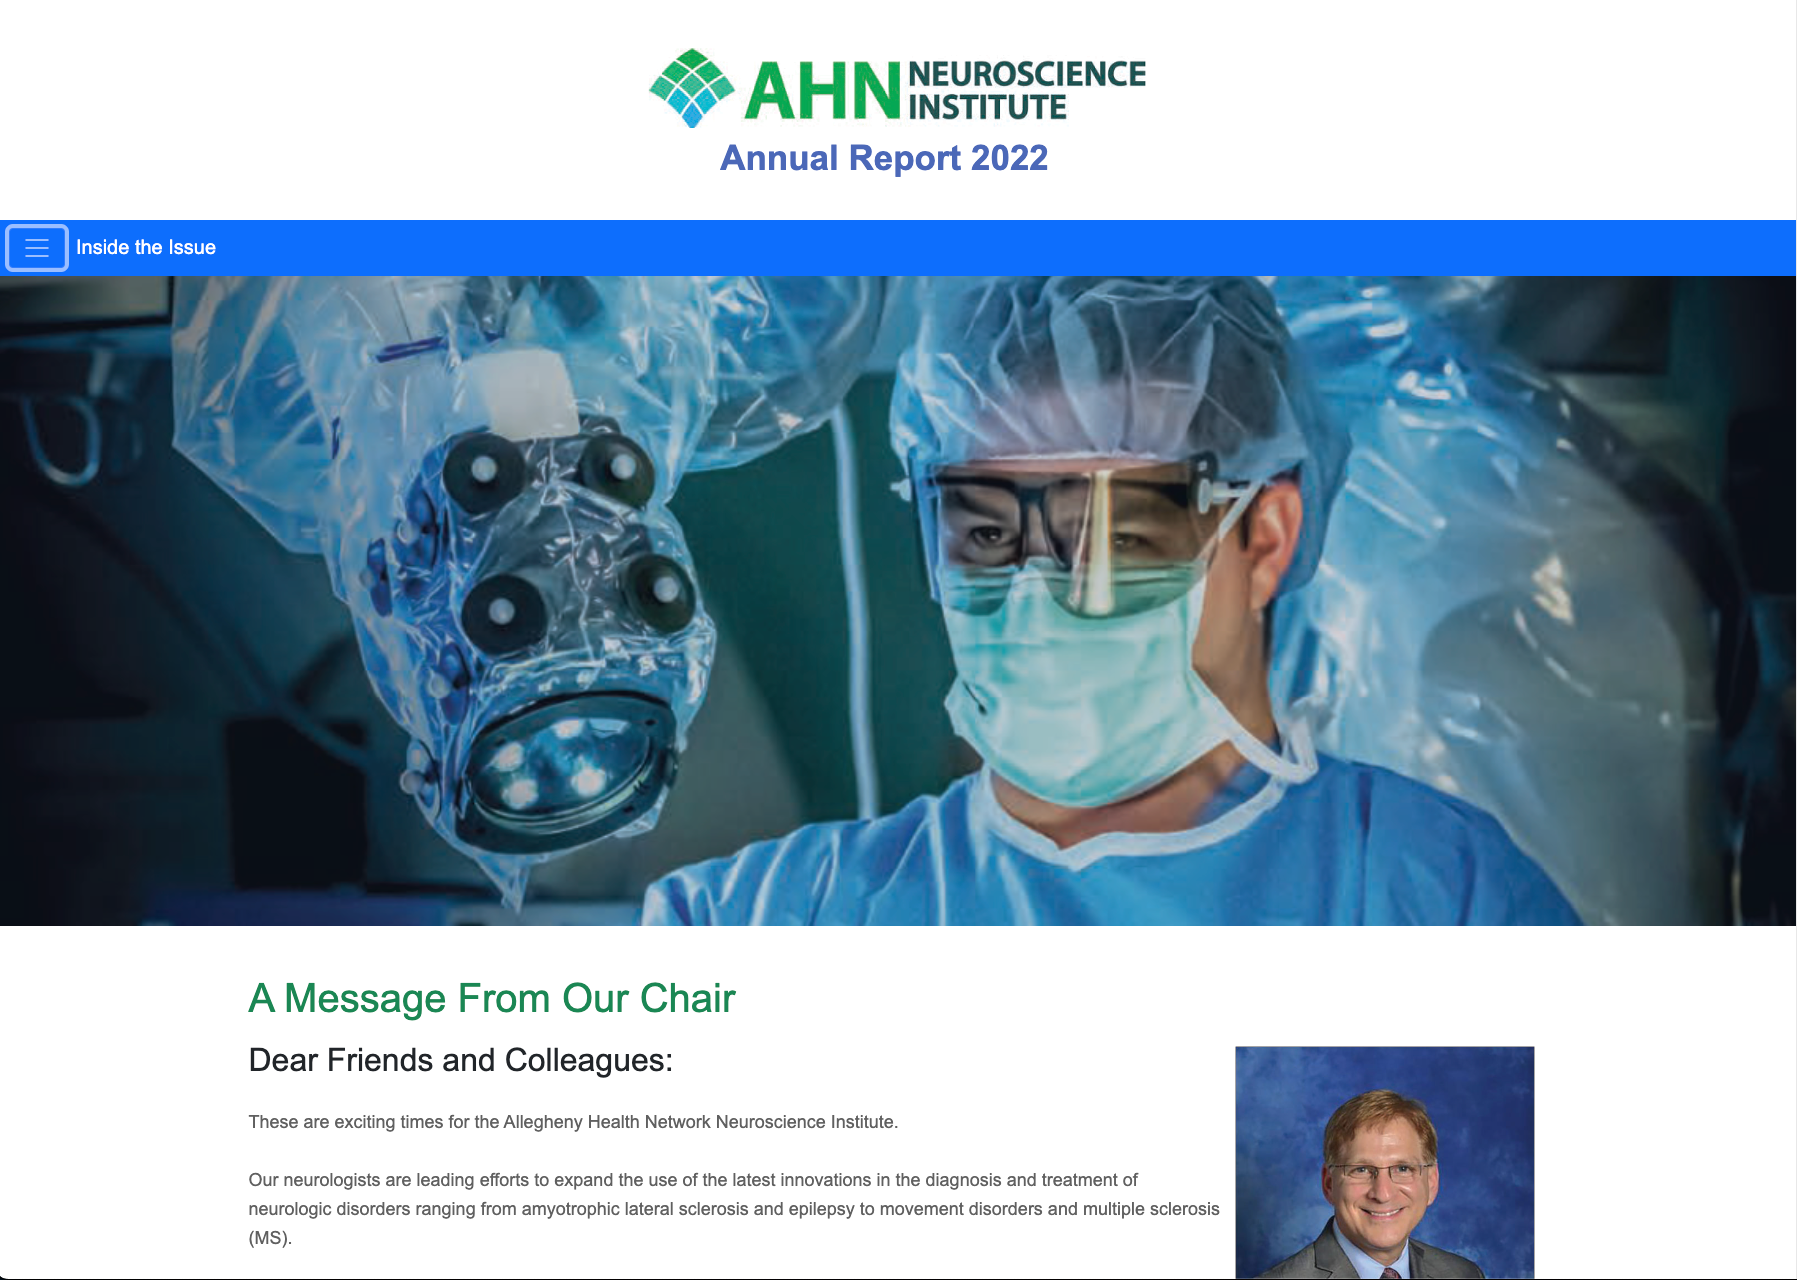 AHN NEUROSCIENCE
INSTITUTE
Annual Report 2022
Inside the Issue
A Message From Our Chair
Dear Friends and Colleagues:
These are exciting times for the Allegheny Health Network Neuroscience Institute.
Our neurologists are leading efforts to expand the use of the latest innovations in the diagnosis and treatment of
neurologic disorders ranging from amyotrophic lateral sclerosis and epilepsy to movement disorders and multiple sclerosis
(MS).